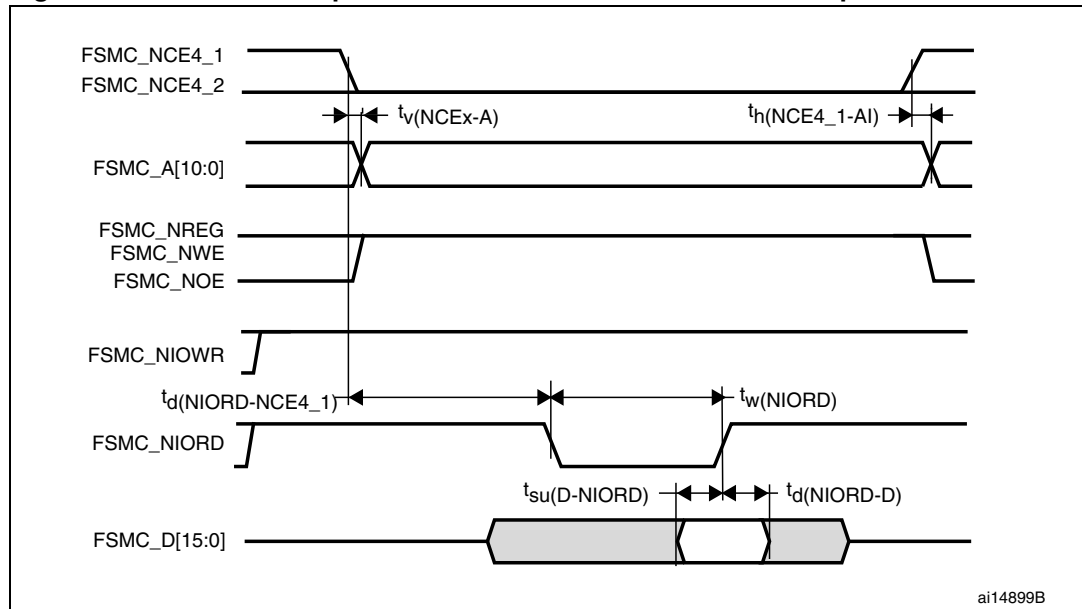 FSMC_NCE4_1
FSMC_NCE4_2
tv(NCEx-A)
th(NCE4_1-AI)
FSMC_A[10:0]
FSMC_NREG
FSMC_NWE
FSMC_NOE
FSMC_NIOWR
td(NIORD-NCE4_1)
tw(NIORD)
FSMC_NIORD
tsu(D-NIORD)
td(NIORD-D)
FSMC_D[15:0]
ai14899B